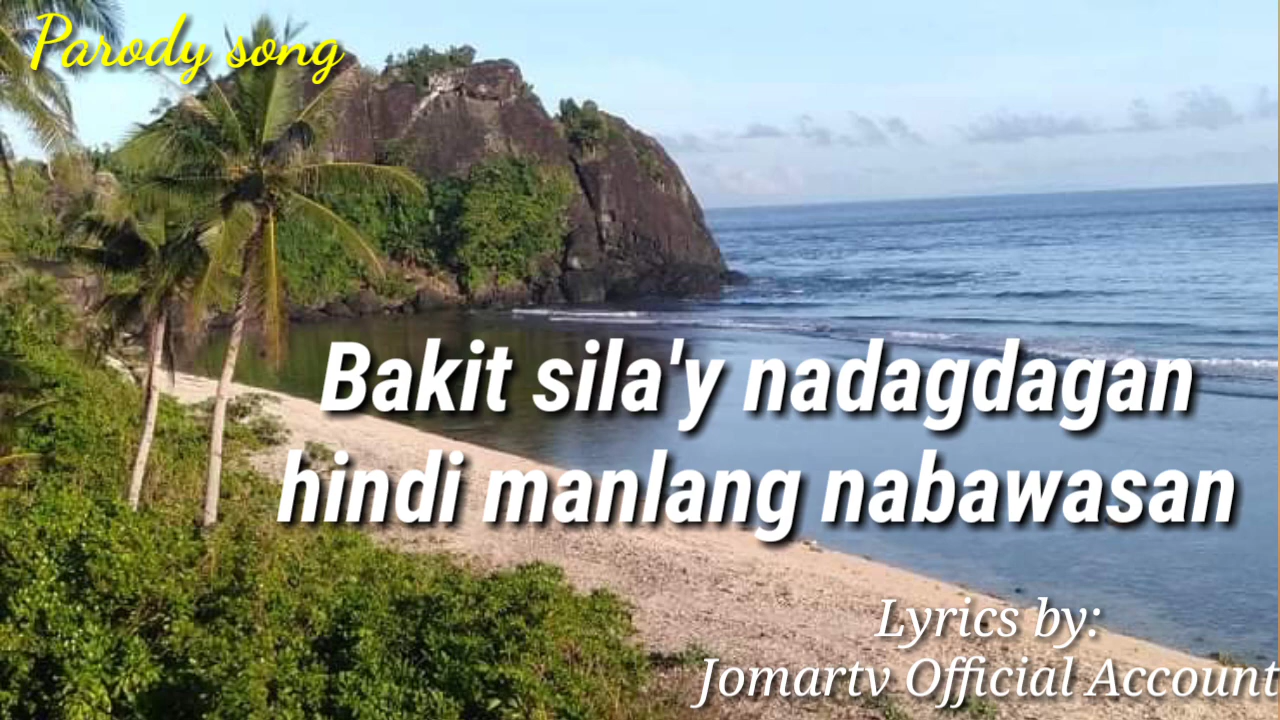 Parody song
Bakit sila'y nadagdagan
hindi manlang nabawasan
Lyrics by:
Jomartv Official Account